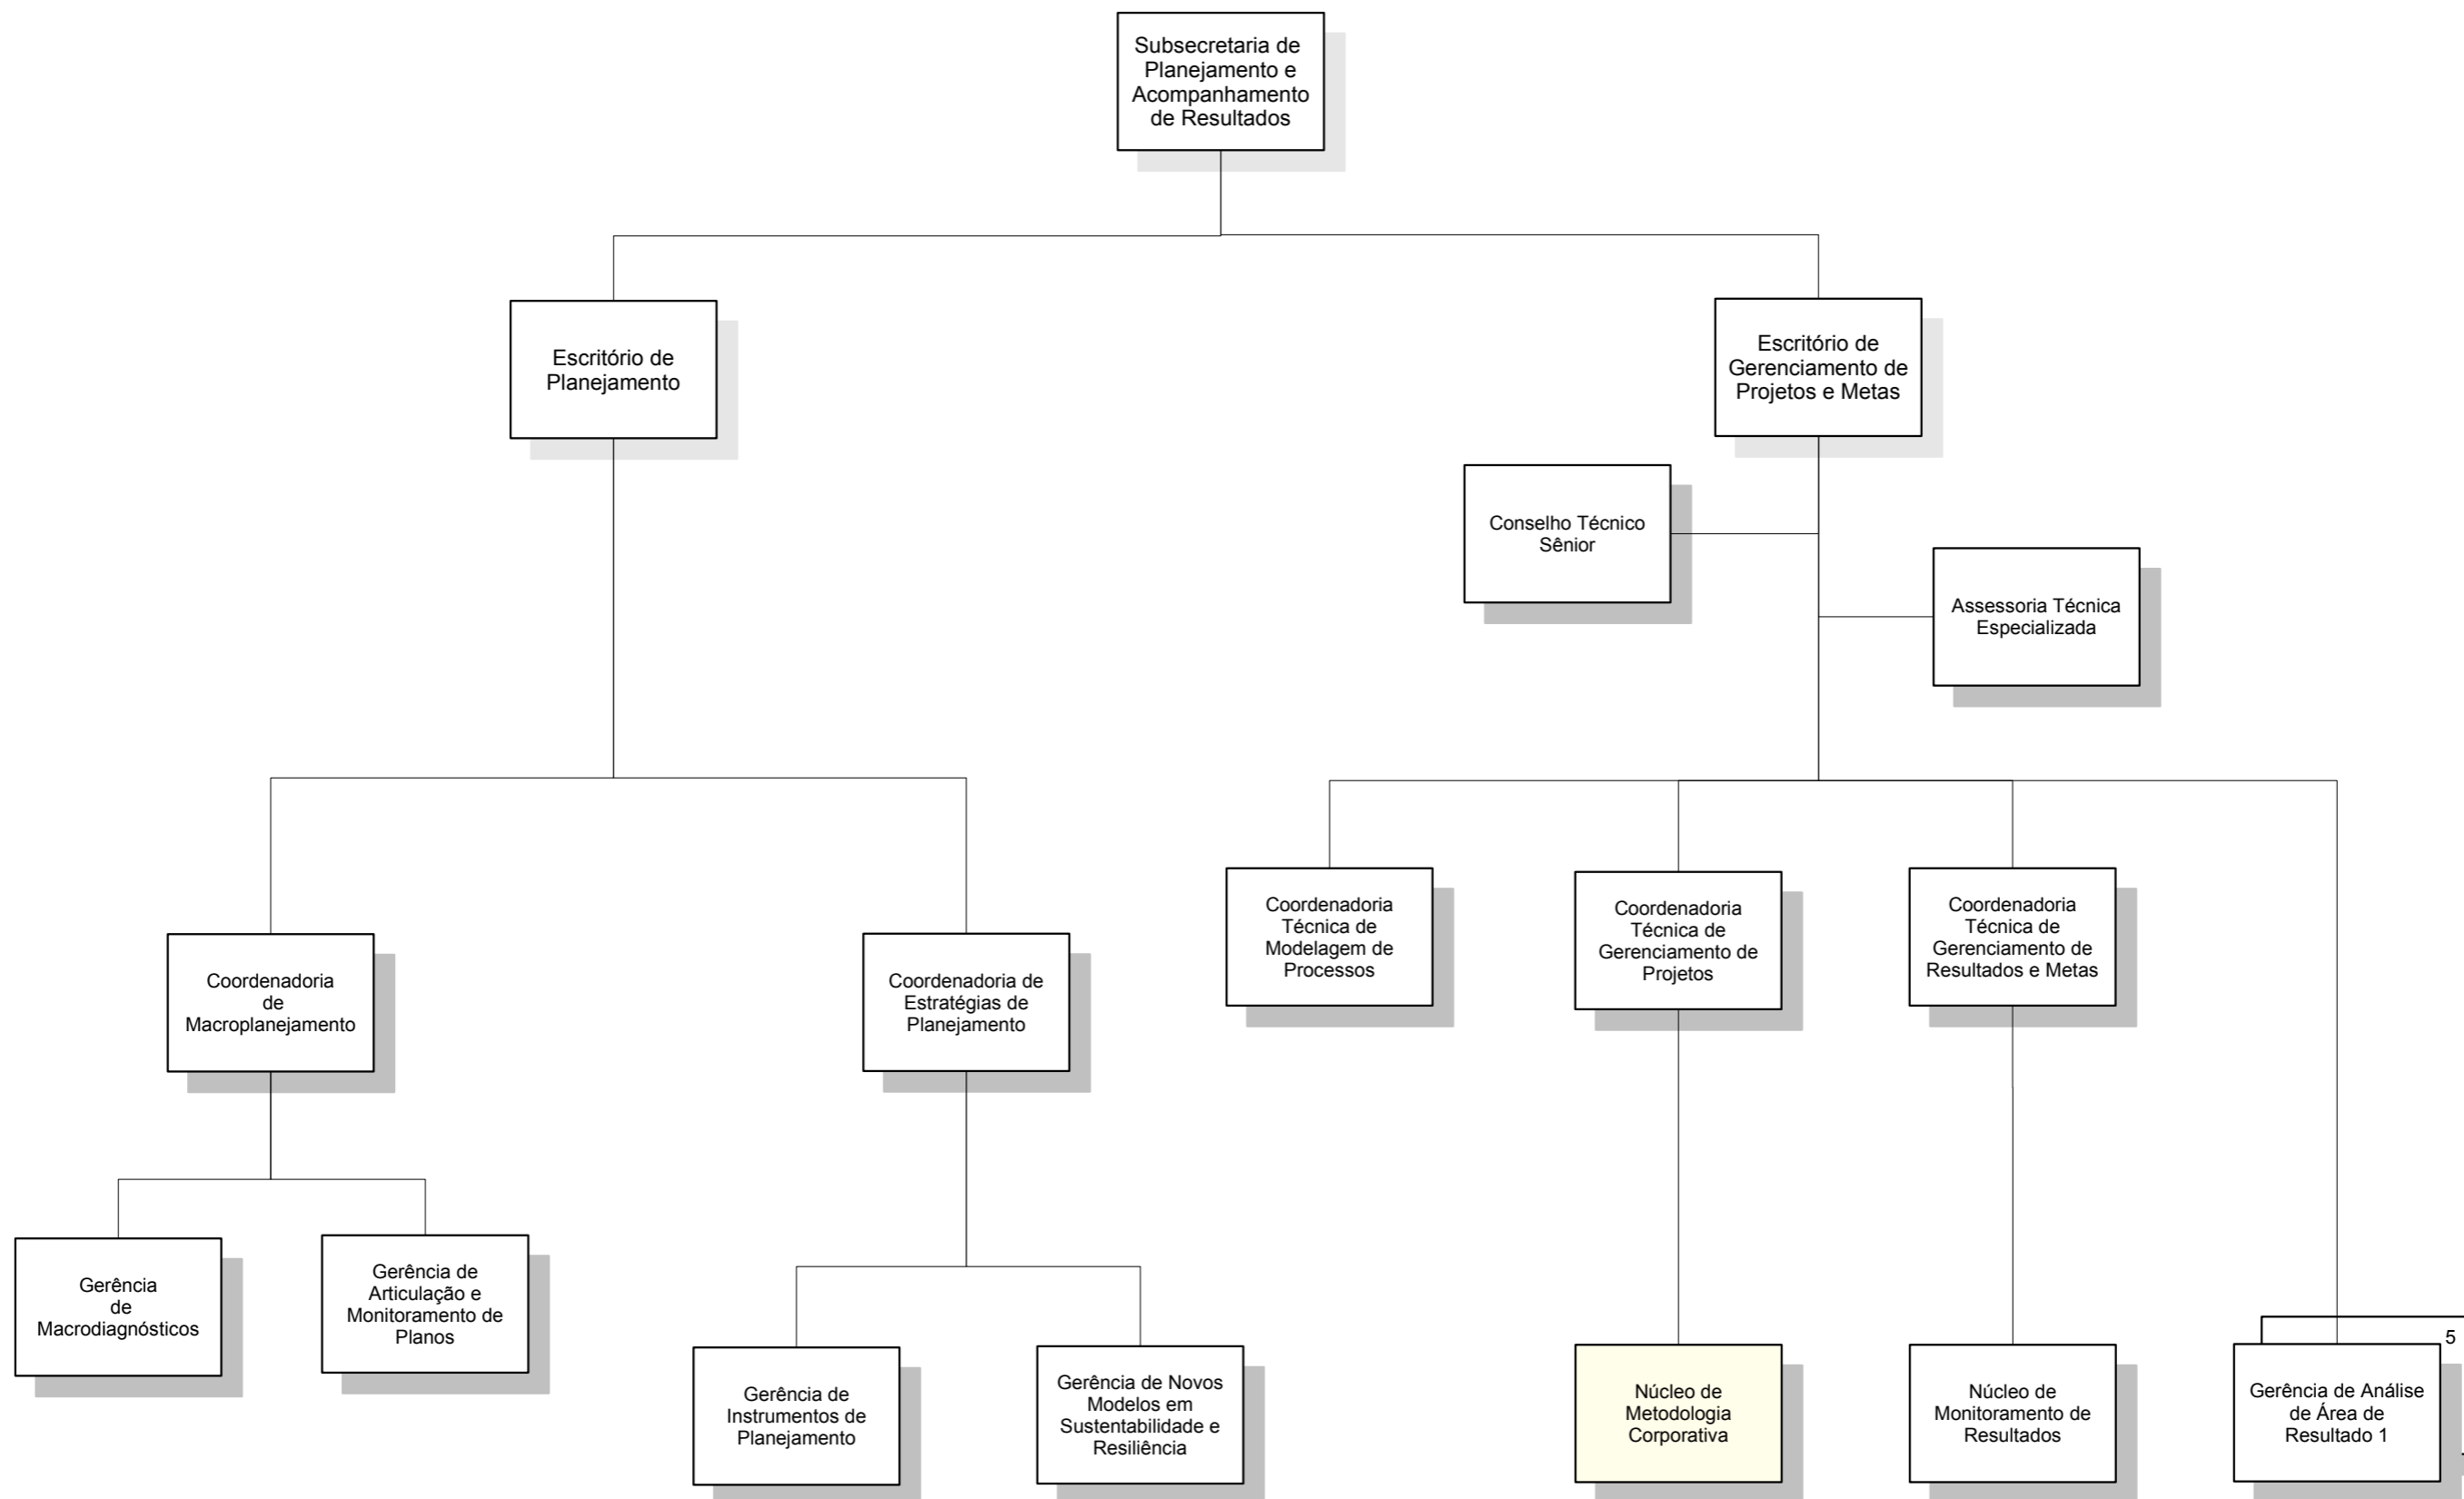 Subsecretaria de
Planejamento e
Acompanhamento
de Resultados
Escritório de
Planejamento
Escritório de
Gerenciamento de
Projetos e Metas
Conselho Técnico
Sênior
Assessoria Técnica
Especializada
Coordenadoria
Técnica de
Modelagem de
Processos
Coordenadoria
Técnica de
Gerenciamento de
Projetos
Coordenadoria
Técnica de
Gerenciamento de
Resultados e Metas
Coordenadoria
de
Macroplanejamento
Coordenadoria de
Estratégias de
Planejamento
Gerência
de
Macrodiagnósticos
Gerência de
Articulação e
Monitoramento de
Planos
Gerência de
Instrumentos de
Planejamento
Gerência de Novos
Modelos em
Sustentabilidade e
Resiliência
Núcleo de
Metodologia
Corporativa
Núcleo de
Monitoramento de
Resultados
5
Gerência de Análise
de Área de
Resultado 1